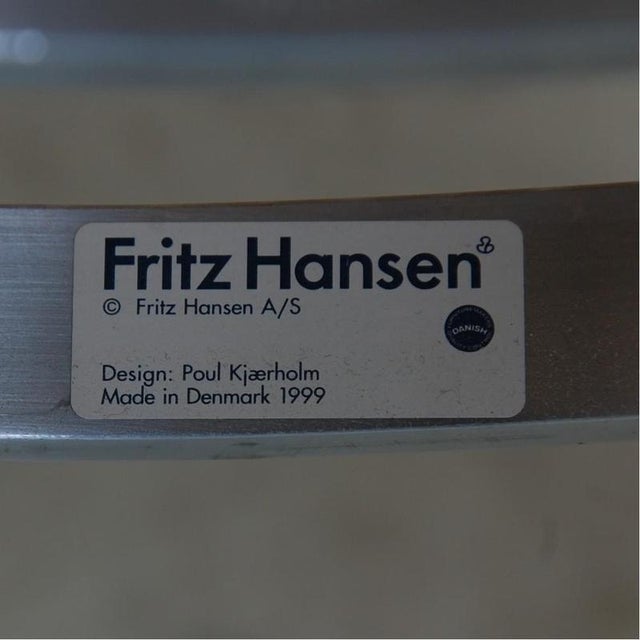 Fritz Hansen
© Fritz Hansen A/S
DANISH
Design: Poul Kjærholm
Made in Denmark 1999